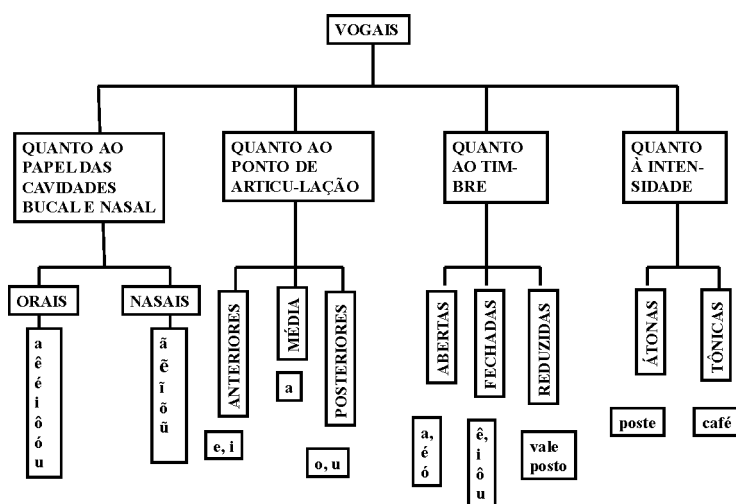 VOGAIS
QUANTO AO
PAPEL DAS
CAVIDADES
BUCAL E NASAL
QUANTO AO
PONTO DE
ARTICU-LAÇÃO
QUANTO
AO TIM-
BRE
QUANTO
À INTEN-
SIDADE
ORAIS
NASAIS
ANTERIORES
MÉDIA
POSTERIORES
ABERTAS
FECHADAS
REDUZIDAS
ÁTONAS
TÔNICAS
a
ê
é
i
ô
ó
u
ã
ẽ
ĩ
õ
ũ
e, i
a
o, u
a,
é
ó
ê,
i
ô
u
vale
posto
poste
café